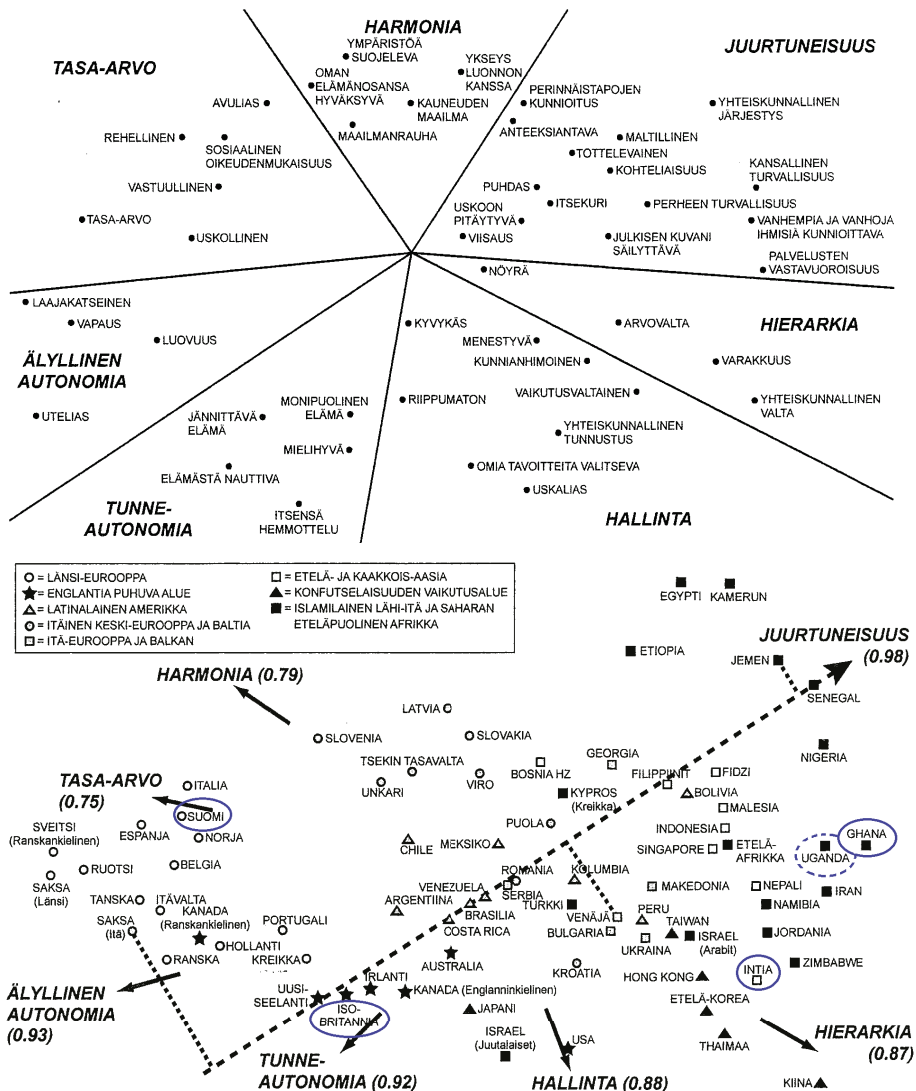 HARMONIA
TASA-ARVO
JUURTUNEISUUS
YMPÄRISTÖÄ
SUOJELEVA
OMAN
ELÄMÄNOSANSA
HYVÄKSYVÄ
YKSEYS
LUONNON
KANSSA
KAUNEUDEN
MAAILMA
MAAILMANRAUHA
AVULIAS
REHELLINEN
SOSIAALINEN
OIKEUDENMUKAISUUS
VASTUULLINEN
TASA-ARVO
USKOLLINEN
PERINNÄISTAPOJEN
KUNNIOITUS
ANTEEKSIANTAVA
YHTEISKUNNALLINEN
JÄRJESTYS
MALTILLINEN
TOTTELEVAINEN
KOHTELIAISUUS
KANSALLINEN
TURVALLISUUS
PUHDAS
ITSEKURI
PERHEEN TURVALLISUUS
USKOON
PITÄYTYVÄ
VIISAUS
JULKISEN KUVANI
SÄILYTTÄVÄ
VANHEMPIA JA VANHOJA
IHMISIÄ KUNNIOITTAVA
PALVELUSTEN
VASTAVUOROISUUS
NÖYRÄ
LAAJAKATSEINEN
VAPAUS
LUOVUUS
ÄLYLLINEN
AUTONOMIA
UTELIAS
KYVYKÄS
MENESTYVÄ
ARVOVALTA
HIERARKIA
KUNNIANHIMOINEN
VARAKKUUS
VAIKUTUSVALTAINEN
YHTEISKUNNALLINEN
VALTA
RIIPPUMATON
MONIPUOLINEN
ELÄMÄ
JÄNNITTÄVÄ
ELÄMÄ
MIELIHYVÄ
ELÄMÄSTÄ NAUTTIVA
YHTEISKUNNALLINEN
TUNNUSTUS
OMIA TAVOITTEITA VALITSEVA
USKALIAS
ITSENSÄ
HEMMOTTELU
TUNNE-
AUTONOMIA
HALLINTA
= LÄNSI-EUROOPPA
= ENGLANTIA PUHUVA ALUE
= LATINALAINEN AMERIKKA
= ITÄINEN KESKI-EUROOPPA JA BALTIA
= ITÄ-EUROOPPA JA BALKAN
= ETELÄ- JA KAAKKOIS-AASIA
= KONFUTSELAISUUDEN VAIKUTUSALUE
= ISLAMILAINEN LÄHI-ITÄ JA SAHARAN
ETELÄPUOLINEN AFRIKKA
EGYPTI
KAMERUN
ETIOPIA
JUURTUNEISUUS
(0.98)
JEMEN
SENEGAL
HARMONIA (0.79)
LATVIA
SLOVENIA
SLOVAKIA
NIGERIA
TSEKIN TASAVALTA
UNKARI
VIRO
BOSNIA HZ
GEORGIA
FILIPPIINIT
FIDZI
TASA-ARVO
(0.75)
ITALIA
SUOMI
KYPROS
(Kreikka)
BOLIVIA
MALESIA
ESPANJA
NORJA
PUOLA
INDONESIA
GHANA
SVEITSI
(Ranskankielinen)
CHILE
MEKSIKO
SINGAPORE
ETELÄ-
AFRIKKA
UGANDA
RUOTSI
BELGIA
SAKSA
(Länsi)
ROMANIA
SERBIA
KOLUMBIA
MAKEDONIA
NEPALI
IRAN
TANSKA
ITÄVALTA
KANADA
(Ranskankielinen)
VENEZUELA
ARGENTIINA
BRASILIA
COSTA RICA
TURKKI
VENÄJÄ
BULGARIA
PERU
TAIWAN
NAMIBIA
SAKSA
(Itä)
PORTUGALI
UKRAINA
ISRAEL
(Arabit)
JORDANIA
HOLLANTI
RANSKA
KREIKKA
AUSTRALIA
KROATIA
HONG KONG
INTIA
ZIMBABWE
ÄLYLLINEN
AUTONOMIA
(0.93)
UUSI-
SEELANTI
IRLANTI
ISO-
BRITANNIA
KANADA (Englanninkielinen)
JAPANI
ETELÄ-KOREA
ISRAEL
(Juutalaiset)
USA
THAIMAA
HIERARKIA
(0.87)
TUNNE-
AUTONOMIA (0.92)
HALLINTA (0.88)
KIINA